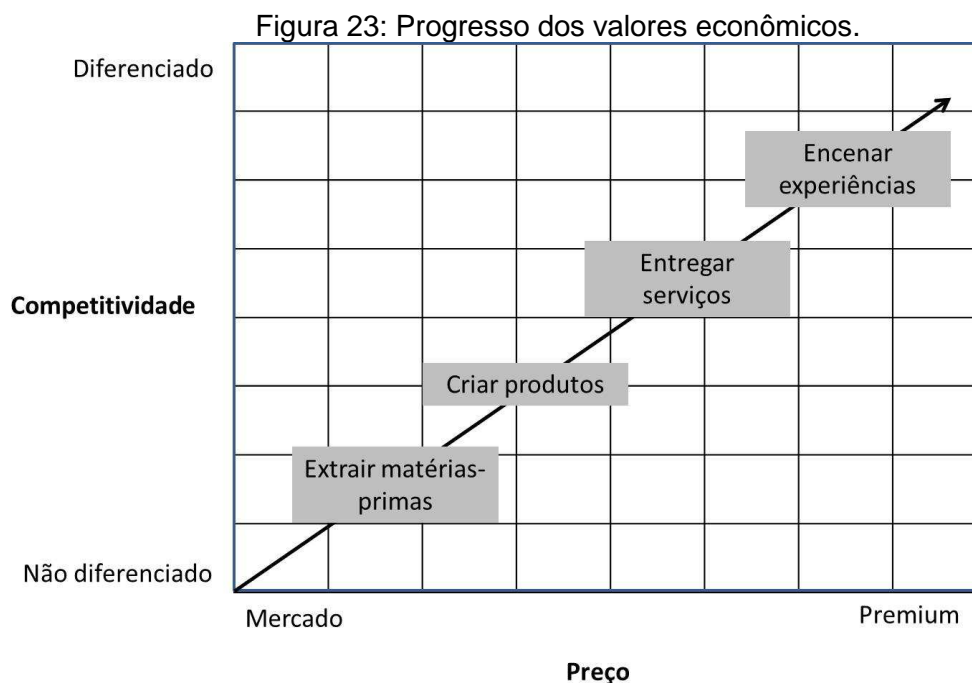 Figura 23: Progresso dos valores econômicos.
Diferenciado
Encenar
experiências
Entregar
serviços
Competitividade
Criar produtos
Extrair matérias-
primas
Não diferenciado
Mercado
Premium
Preço